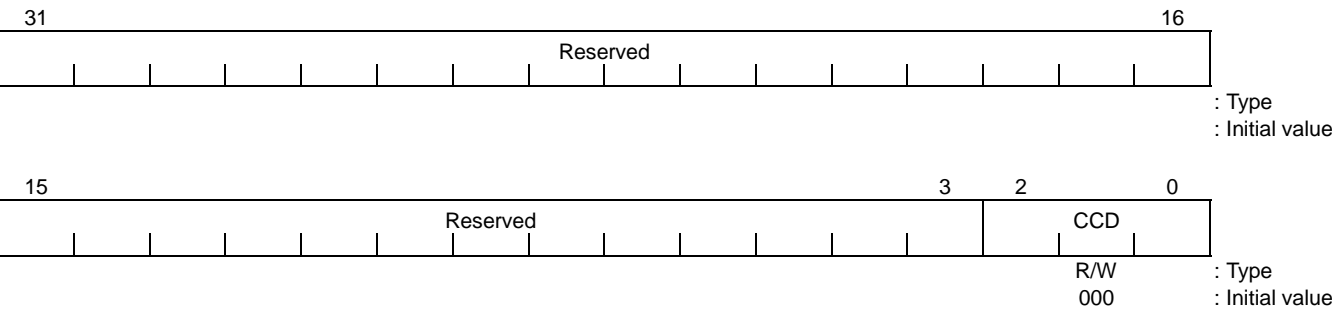 31 16
Reserved
: Type
: Initial value
15 3 2 0
Reserved CCD
R/W : Type
000 : Initial value